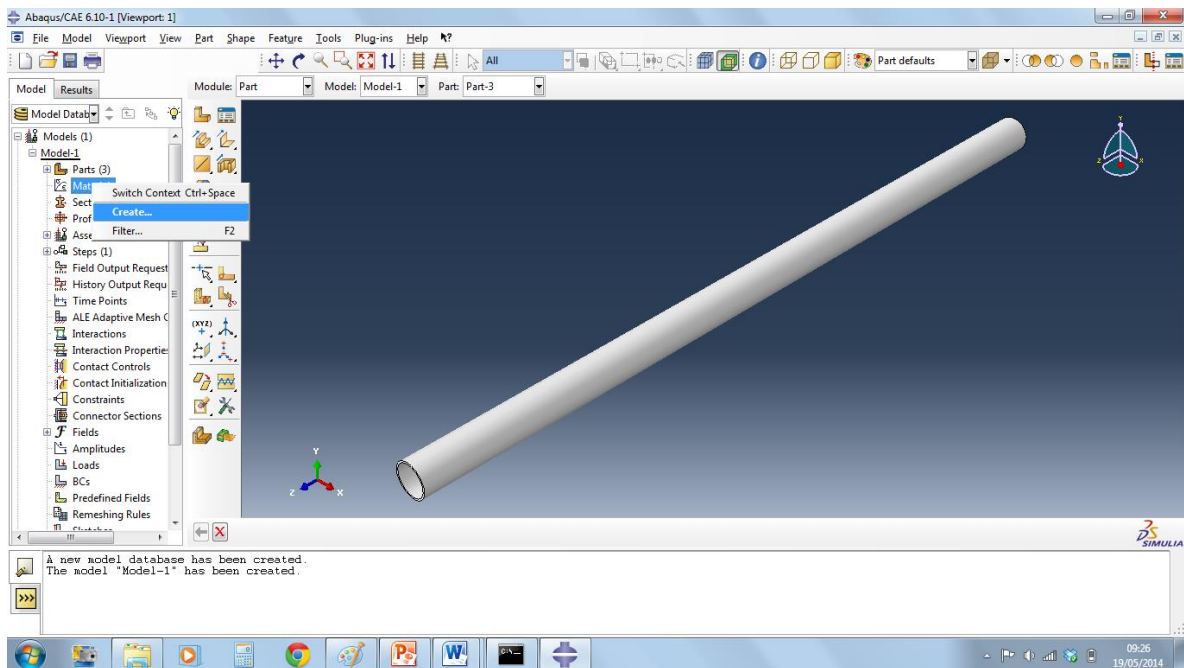 Abaqus/CAE 6.10-1 [Viewport: 1]
File Model Viewport View Part Shape Feature Tools Plug-ins Help
All
Part defaults
Model Results
Module: Part Model: Model-1 Part: Part-3
Model Datab
Models (1)
Model-1
Parts (3)
Mat
Switch Context Ctrl+Space
Sect
Create...
Prof
Filter... F2
Asse
Steps (1)
Field Output Request
History Output Requ
Time Points
ALE Adaptive Mesh C
Interactions
Interaction Properties
Contact Controls
Contact Initialization
Constraints
Connector Sections
Fields
Amplitudes
Loads
BCs
Predefined Fields
Remeshing Rules
(XYZ)
Y
Z X
Y
Z X
SIMULIA
A new model database has been created.
The model "Model-1" has been created.
>>>
09:26
19/05/2014